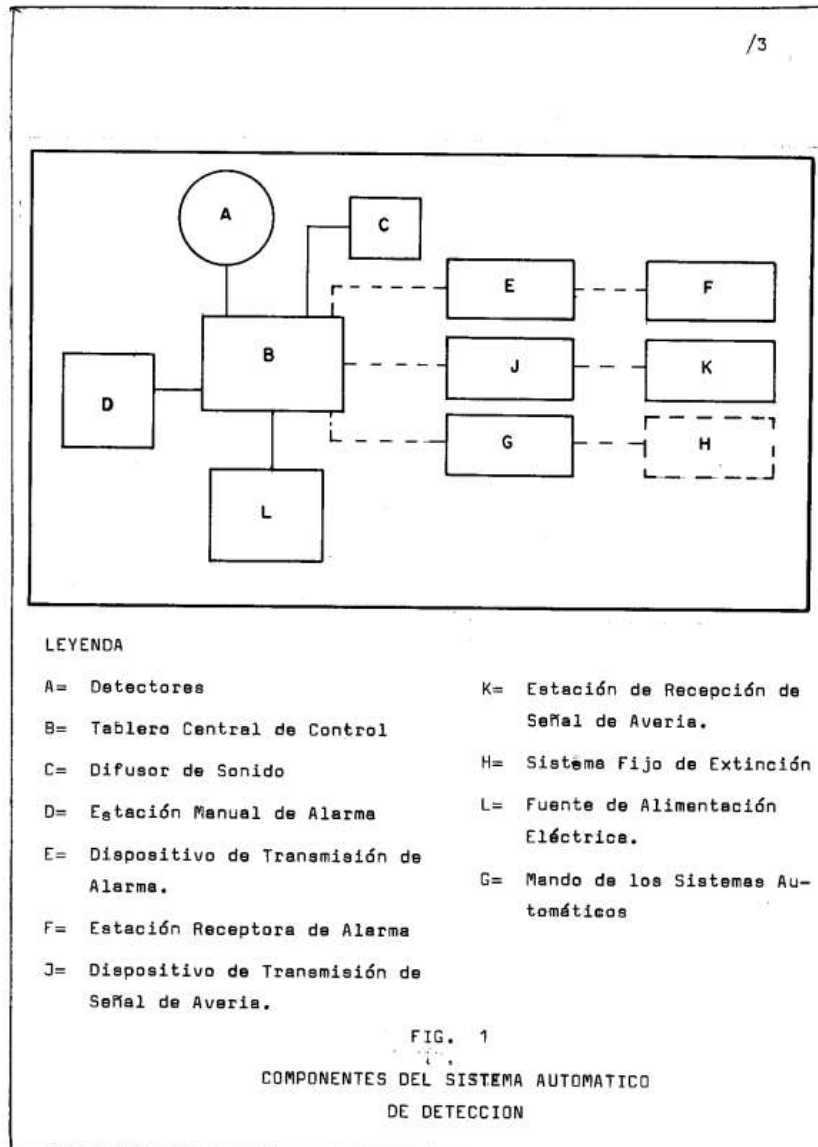 /3
A
C
E
F
B
J
K
D
G
H
L
LEYENDA
A= Detectores
B= Tablero Central de Control
C= Difusor de Sonido
D= Estación Manual de Alarma
E= Dispositivo de Transmisión de
Alarma.
F= Estación Receptora de Alarma
J= Dispositivo de Transmisión de
Señal de Averia.
K= Estación de Recepción de
Señal de Averia.
H= Sistema Fijo de Extinción
L= Fuente de Alimentación
Eléctrica.
G= Mando de los Sistemas Au-
tomáticos
FIG. 1
COMPONENTES DEL SISTEMA AUTOMATICO
DE DETECCION